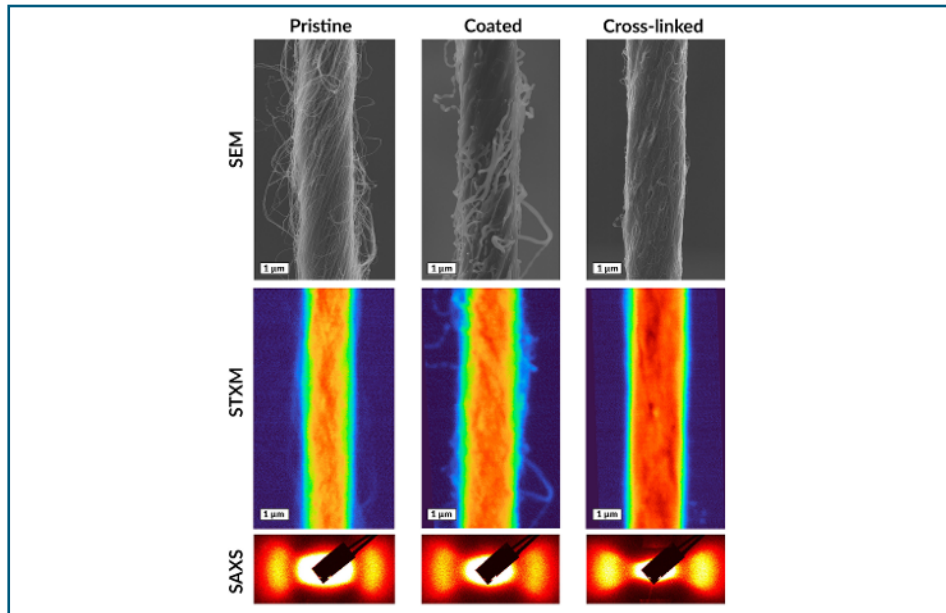 Pristine Coated Cross-linked
SEM
1 µm 1 µm 1 µm
STXM
1 µm 1 µm 1 µm
SAXS